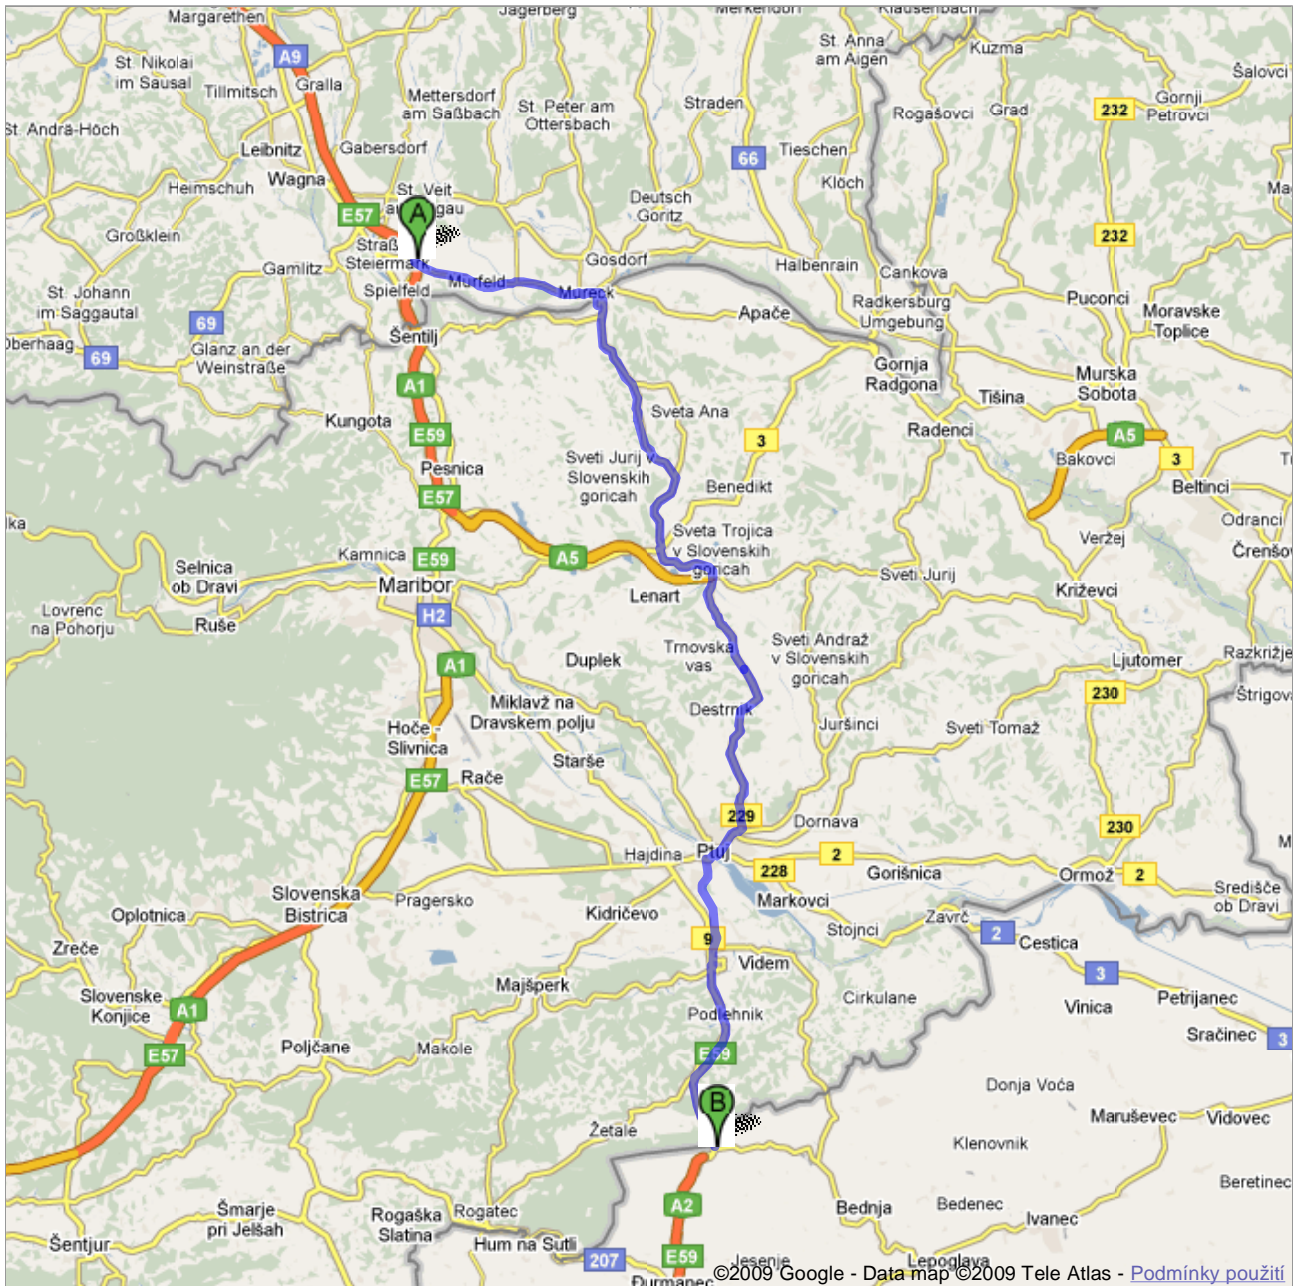 Margarethen
Jagerberg
Merkendorf
Klausenbach
St. Nikolai
im Sausal
A9
Gralla
Tillmitsch
Mettersdorf
am Saßbach
St. Peter am
Ottersbach
Straden
St. Anna
am Aigen
Kuzma
Šalovci
Gornji
Petrovci
232
Grad
Rogašovci
St. Andrä-Höch
Leibnitz
Gabersdorf
Wagna
66
Tieschen
Klöch
Heimschuh
St. Veit
E57
Deutsch
Goritz
Großklein
A
Straß
Steiermark
232
Gamlitz
Gosdorf
Halbenrain
Cankova
Spielfeld
Murfeld
Mureck
St. Johann
im Saggautal
Radkersburg
Umgebung
Puconci
Moravske
Toplice
Apače
69
Šentilj
Oberhaag
69
Glanz an der
Weinstraße
Gornja
Radgona
Murska
Sobota
A1
Tišina
Kungota
Sveta Ana
E59
3
Radenci
A5
Bakovci
3
Pesnica
Sveti Jurij v
Slovenskih
goricah
Benedikt
Beltinci
E57
Odranci
Sveta Trojica
v Slovenskih
goricah
Veržej
Kamnica
E59
A5
Selnica
ob Dravi
Maribor
Sveti Jurij
Križevci
Lenart
Lovrenc
na Pohorju
Ruše
H2
Trnovska
vas
Sveti Andraž
v Slovenskih
goricah
Razkrižje
A1
Duplek
Ljutomer
230
Miklavž na
Dravskem polju
Destrnik
Juršinci
Sveti Tomaž
Hoče -
Slivnica
Starše
E57
Rače
229
Dornava
230
Hajdina
Ptuj
2
228
Gorišnica
Ormož
2
Slovenska
Bistrica
Pragersko
Markovci
Središče
ob Dravi
Oplotnica
Kidričevo
Zavrč
Stojnci
2
Cestica
Zreče
9
Videm
3
Majšperk
Slovenske
Konjice
A1
Cirkulane
Vinica
Petrijanec
Podlehnik
Sračinec
3
E57
Poljčane
Makole
E59
Donja Voća
B
Maruševec
Vidovec
Žetale
Klenovnik
Beretinec
A2
Šmarje
pri Jelšah
Rogaška
Slatina
Rogatec
Bednja
Bedenec
Ivanec
Šentjur
Hum na Sutli
207
E59
Jesenje
Lepoglava
Đurmanec
©2009 Google - Data map ©2009 Tele Atlas - Podmínky použití